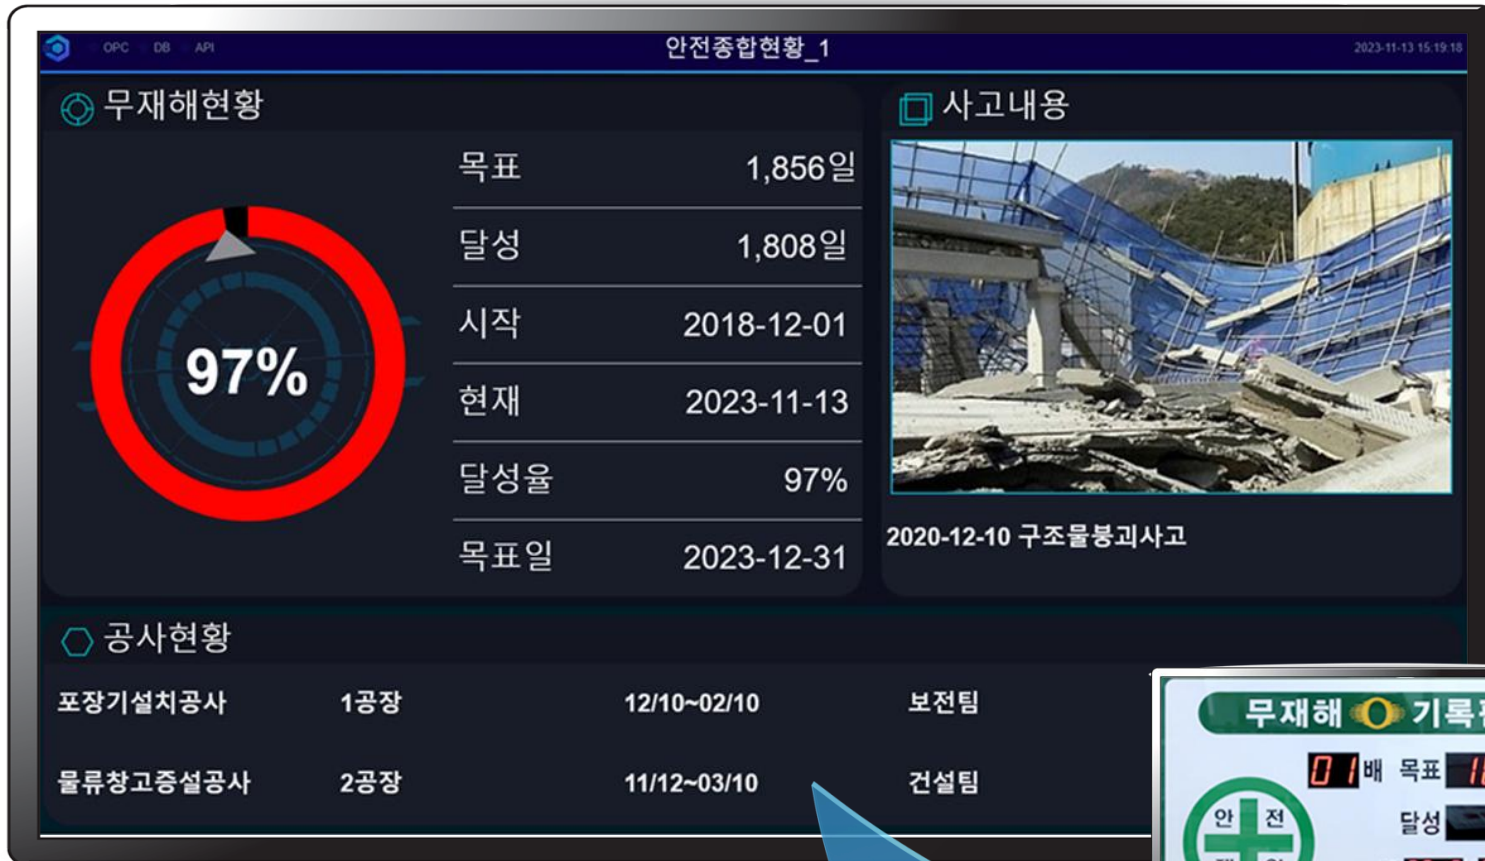 OPC DB API
안전종합현황_1
2023-11-13 15:19:18
무재해현황
97%
목표 1,856일
달성 1,808일
시작 2018-12-01
현재 2023-11-13
달성율 97%
목표일 2023-12-31
사고내용
2020-12-10 구조물붕괴사고
공사현황
포장기설치공사 1공장 12/10~02/10 보전팀
물류창고증설공사 2공장 11/12~03/10 건설팀
무재해 기록
01배 목표
안 전 달성